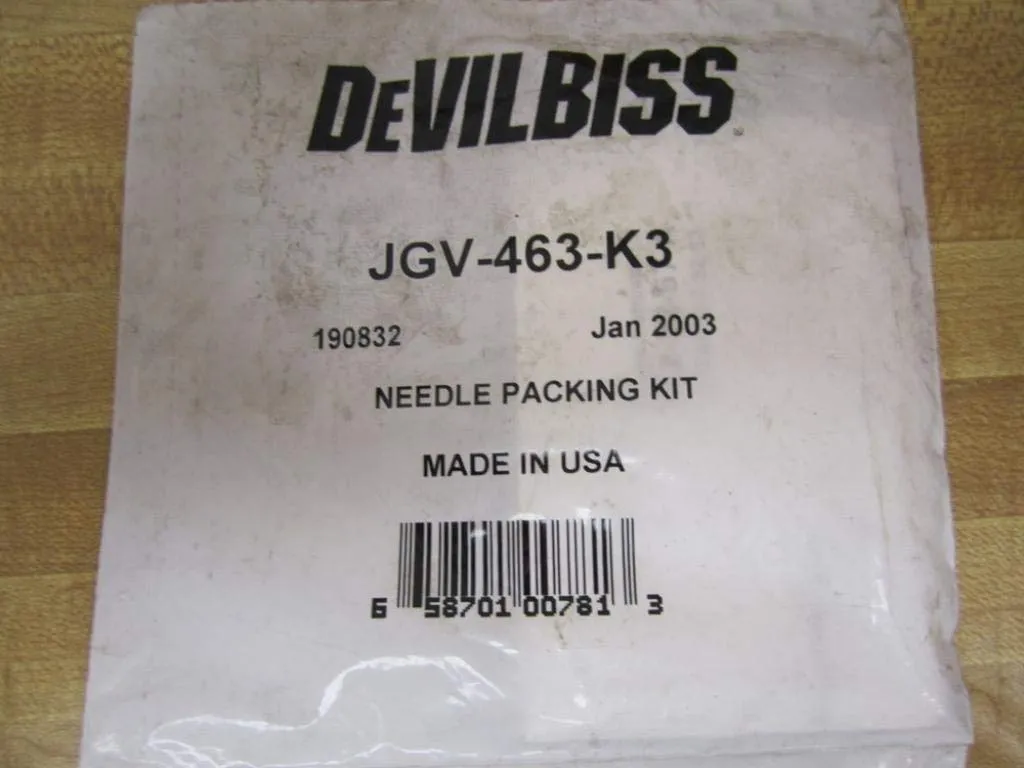 DEVILBISS
JGV-463-K3
190832 Jan 2003
NEEDLE PACKING KIT
MADE IN USA
6 58701 00781 3